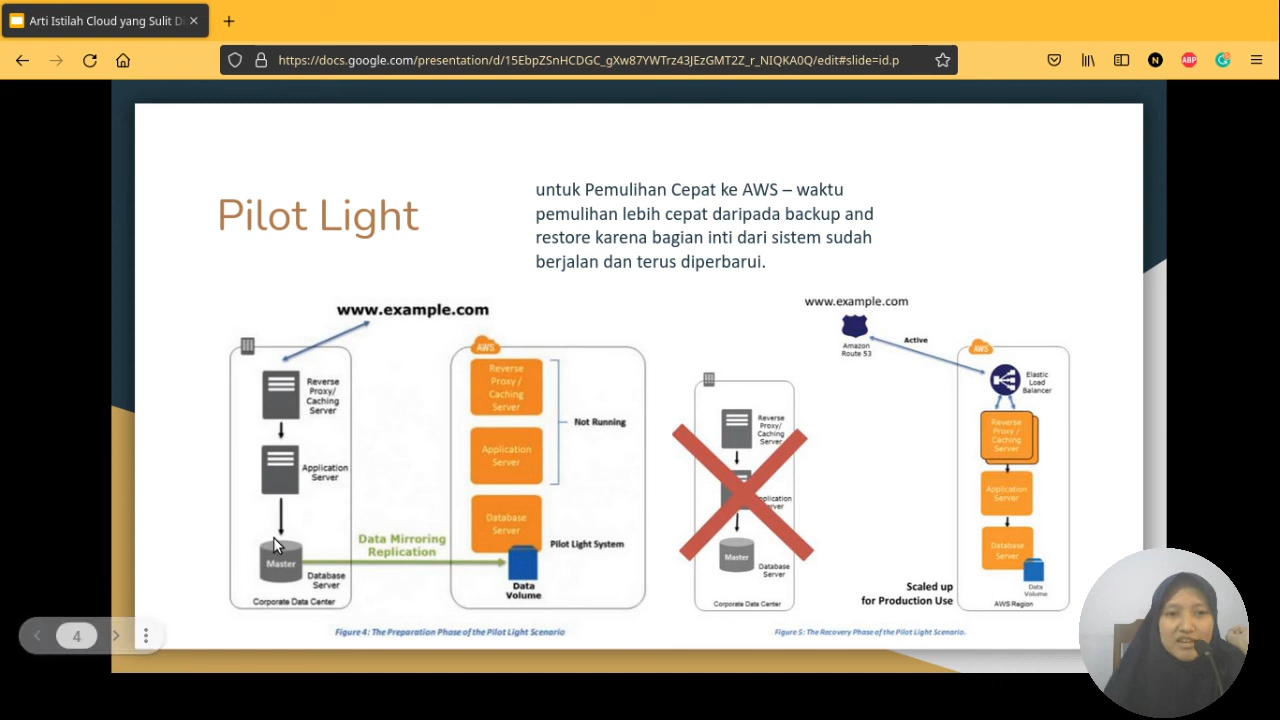 Arti Istilah Cloud yang Sulit D
https://docs.google.com/presentation/d/15EbpZSnHCDGC_gXw87YWTrz43JEzGMT2Z_r_NIQKA0Q/edit#slide=id.p
N
ABP
Pilot Light
untuk Pemulihan Cepat ke AWS – waktu
pemulihan lebih cepat daripada backup and
restore karena bagian inti dari sistem sudah
berjalan dan terus diperbarui.
www.example.com
Reverse
Proxy/
Caching
Server
Application
Server
Master
Database
Server
Corporate Data Center
Data Mirroring
Replication
AWS
Reverse
Proxy /
Caching
Server
Application
Server
Database
Server
Not Running
Pilot Light System
Data
Volume
Figure 4: The Preparation Phase of the Pilot Light Scenario
www.example.com
Amazon
Route 53
Active
Reverse
Proxy/
Caching
Server
Server
Master
Database
Server
Corporate Data Center
AWS
Elastic
Load
Balancer
Reverse
Proxy /
Caching
Server
Application
Server
Database
Server
Data
Volume
AWS Region
Scaled up
for Production Use
Figure 5: The Recovery Phase of the Pilot Light Scenario.
4